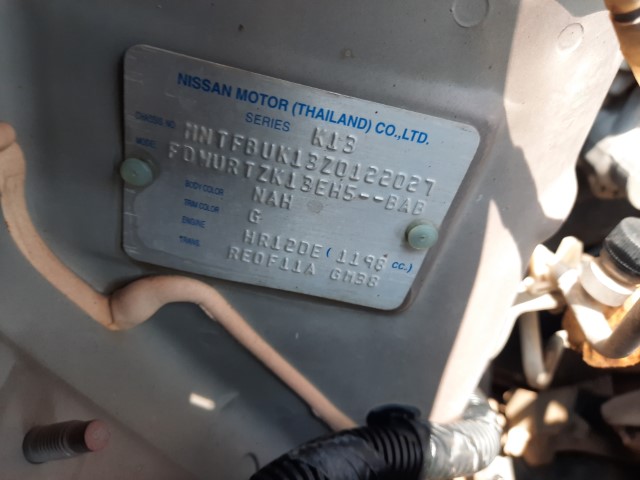 NISSAN MOTOR (THAILAND) CO., LTD.
SERIES K13
CHASSIS NO MNTFBUK13Z0122027
MODEL FDMURTZK13EH5--BAB
BODY COLOR NAH
TRIM COLOR G
ENGINE HR12DE ( 1198 CC.)
TRANS RE0F11A GM38